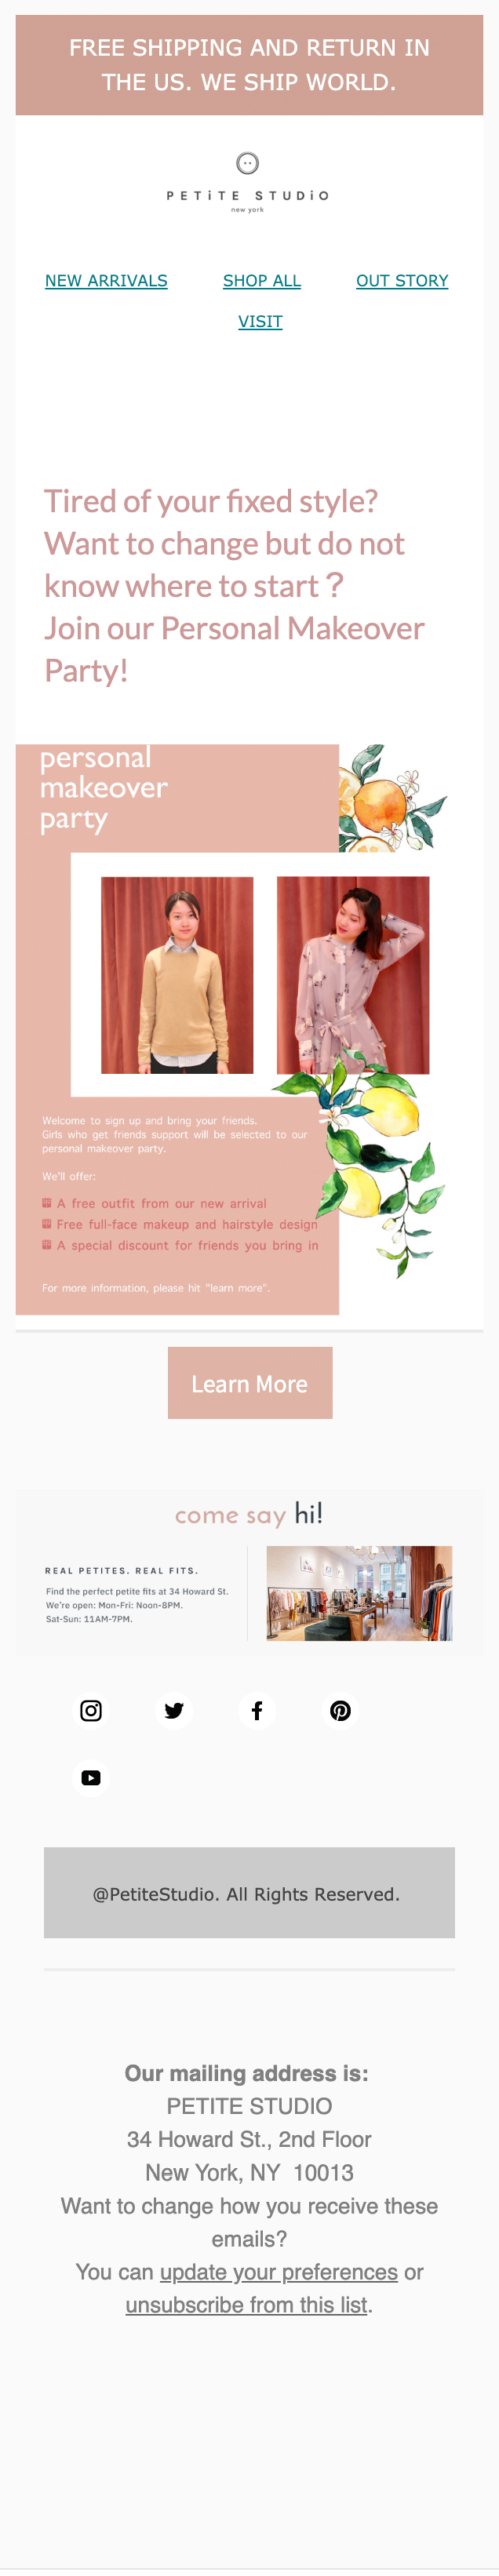 FREE SHIPPING AND RETURN IN
THE US. WE SHIP WORLD.
PETiTE STUDiO
new york
NEW ARRIVALS SHOP ALL OUT STORY
VISIT
Tired of your fixed style?
Want to change but do not
know where to start？
Join our Personal Makeover
Party!
personal
makeover
party
Welcome to sign up and bring your friends.
Girls who get friends support will be selected to our
personal makeover party.
We'll offer:
A free outfit from our new arrival
Free full-face makeup and hairstyle design
A special discount for friends you bring in
For more information, please hit "learn more".
Learn More
come say hi!
REAL PETITES. REAL FITS.
Find the perfect petite fits at 34 Howard St.
We're open: Mon-Fri: Noon-8PM.
Sat-Sun: 11AM-7PM.
@PetiteStudio. All Rights Reserved.
Our mailing address is:
PETITE STUDIO
34 Howard St., 2nd Floor
New York, NY 10013
Want to change how you receive these
emails?
You can update your preferences or
unsubscribe from this list.